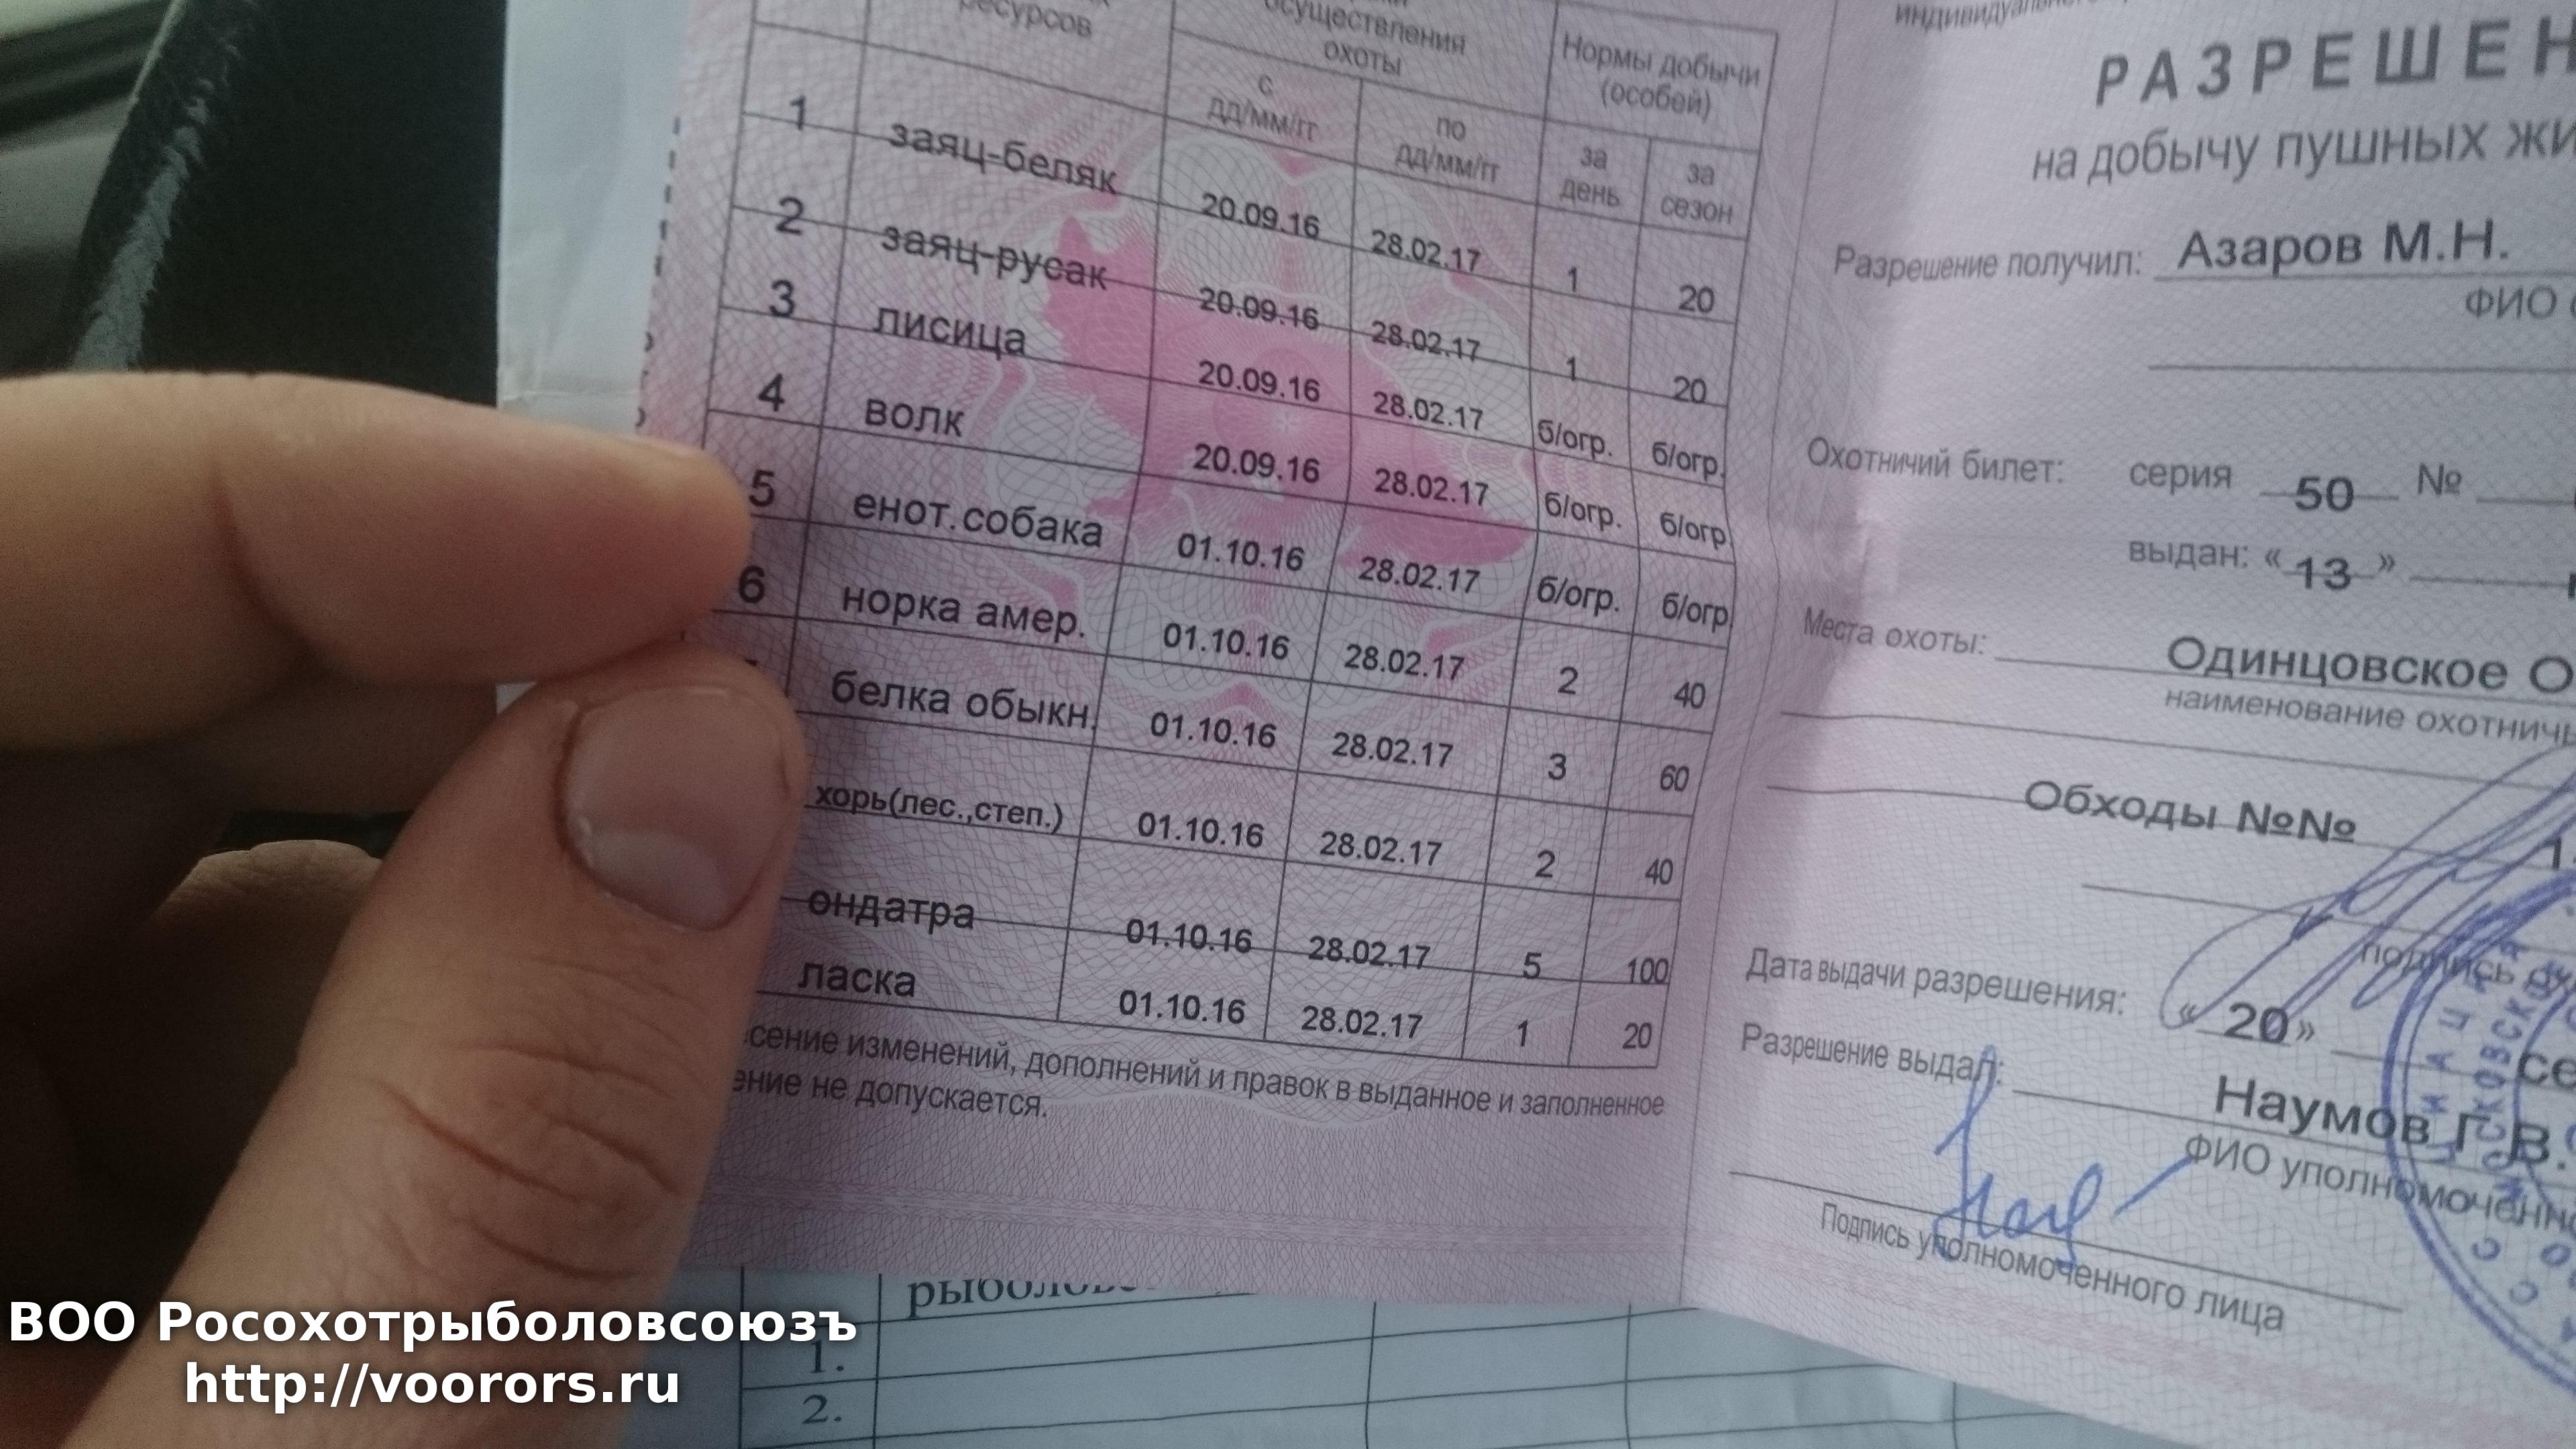 ресурсов
осуществления
охоты
Нормы добычи
(особей)
с
дд/мм/гг
по
дд/мм/гг
за
день
за
сезон
1 заяц-беляк 20.09.16 28.02.17 1 20
2 заяц-русак 20.09.16 28.02.17 1 20
3 лисица 20.09.16 28.02.17 б/огр. б/огр.
4 волк 20.09.16 28.02.17 б/огр. б/огр
5 енот.собака 01.10.16 28.02.17 б/огр. б/огр
6 норка амер. 01.10.16 28.02.17 2 40
белка обыкн. 01.10.16 28.02.17 3 60
хорь(лес.,степ.) 01.10.16 28.02.17 2 40
ондатра 01.10.16 28.02.17 5 100
ласка 01.10.16 28.02.17 1 20
сение изменений, дополнений и правок в выданное и заполненное
ение не допускается.
РАЗРЕШЕН
на добычу пушных жи
Разрешение получил: Азаров М.Н.
ФИО
Охотничий билет: серия 50 №
выдан: « 13 »
Места охоты: Одинцовское О
наименование охотничь
Обходы №№ 1
подпись
Дата выдачи разрешения: « 20 » се
Разрешение выдал: Наумов Г.В.
ФИО уполномоченн
Подпись уполномоченного лица
1.
2.
ВОО Росохотрыболовсоюзъ
http://voorors.ru